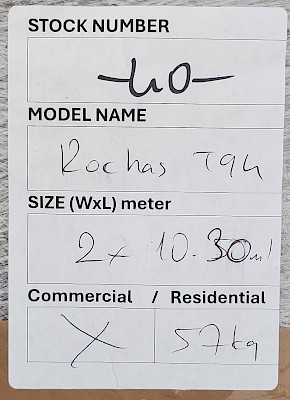 STOCK NUMBER
-40-
MODEL NAME
Rochas T94
SIZE (WxL) meter
2x 10.30ml
Commercial / Residential
X 57kg